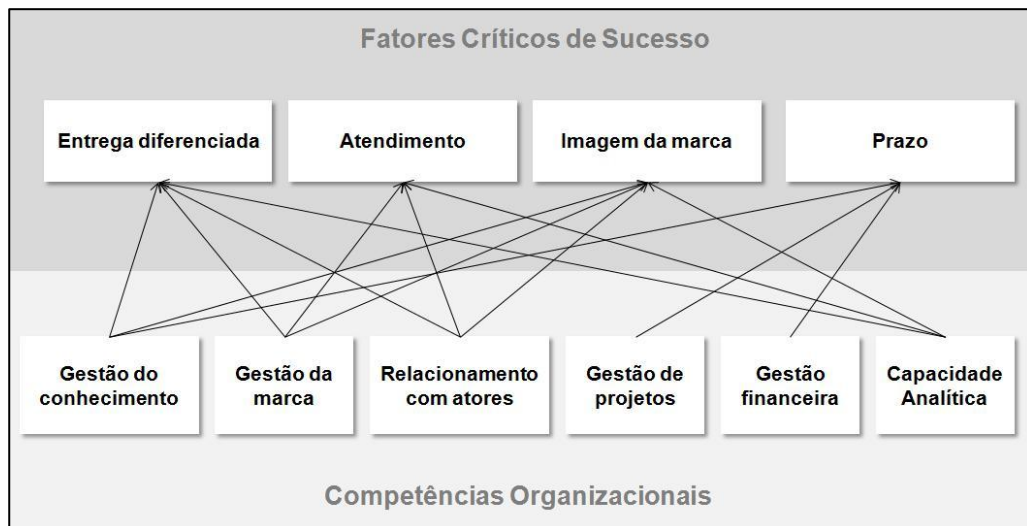 Fatores Críticos de Sucesso
Entrega diferenciada
Atendimento
Imagem da marca
Prazo
Gestão do
conhecimento
Gestão da
marca
Relacionamento
com atores
Gestão de
projetos
Gestão
financeira
Capacidade
Analítica
Competências Organizacionais